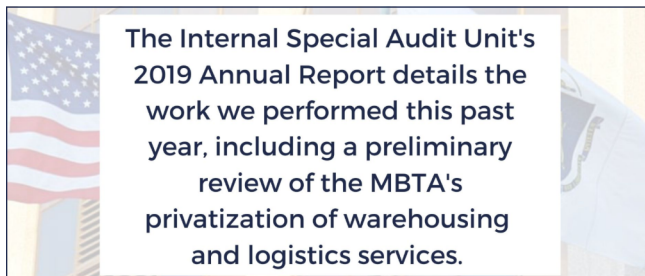 The Internal Special Audit Unit's
2019 Annual Report details the
work we performed this past
year, including a preliminary
review of the MBTA's
privatization of warehousing
and logistics services.